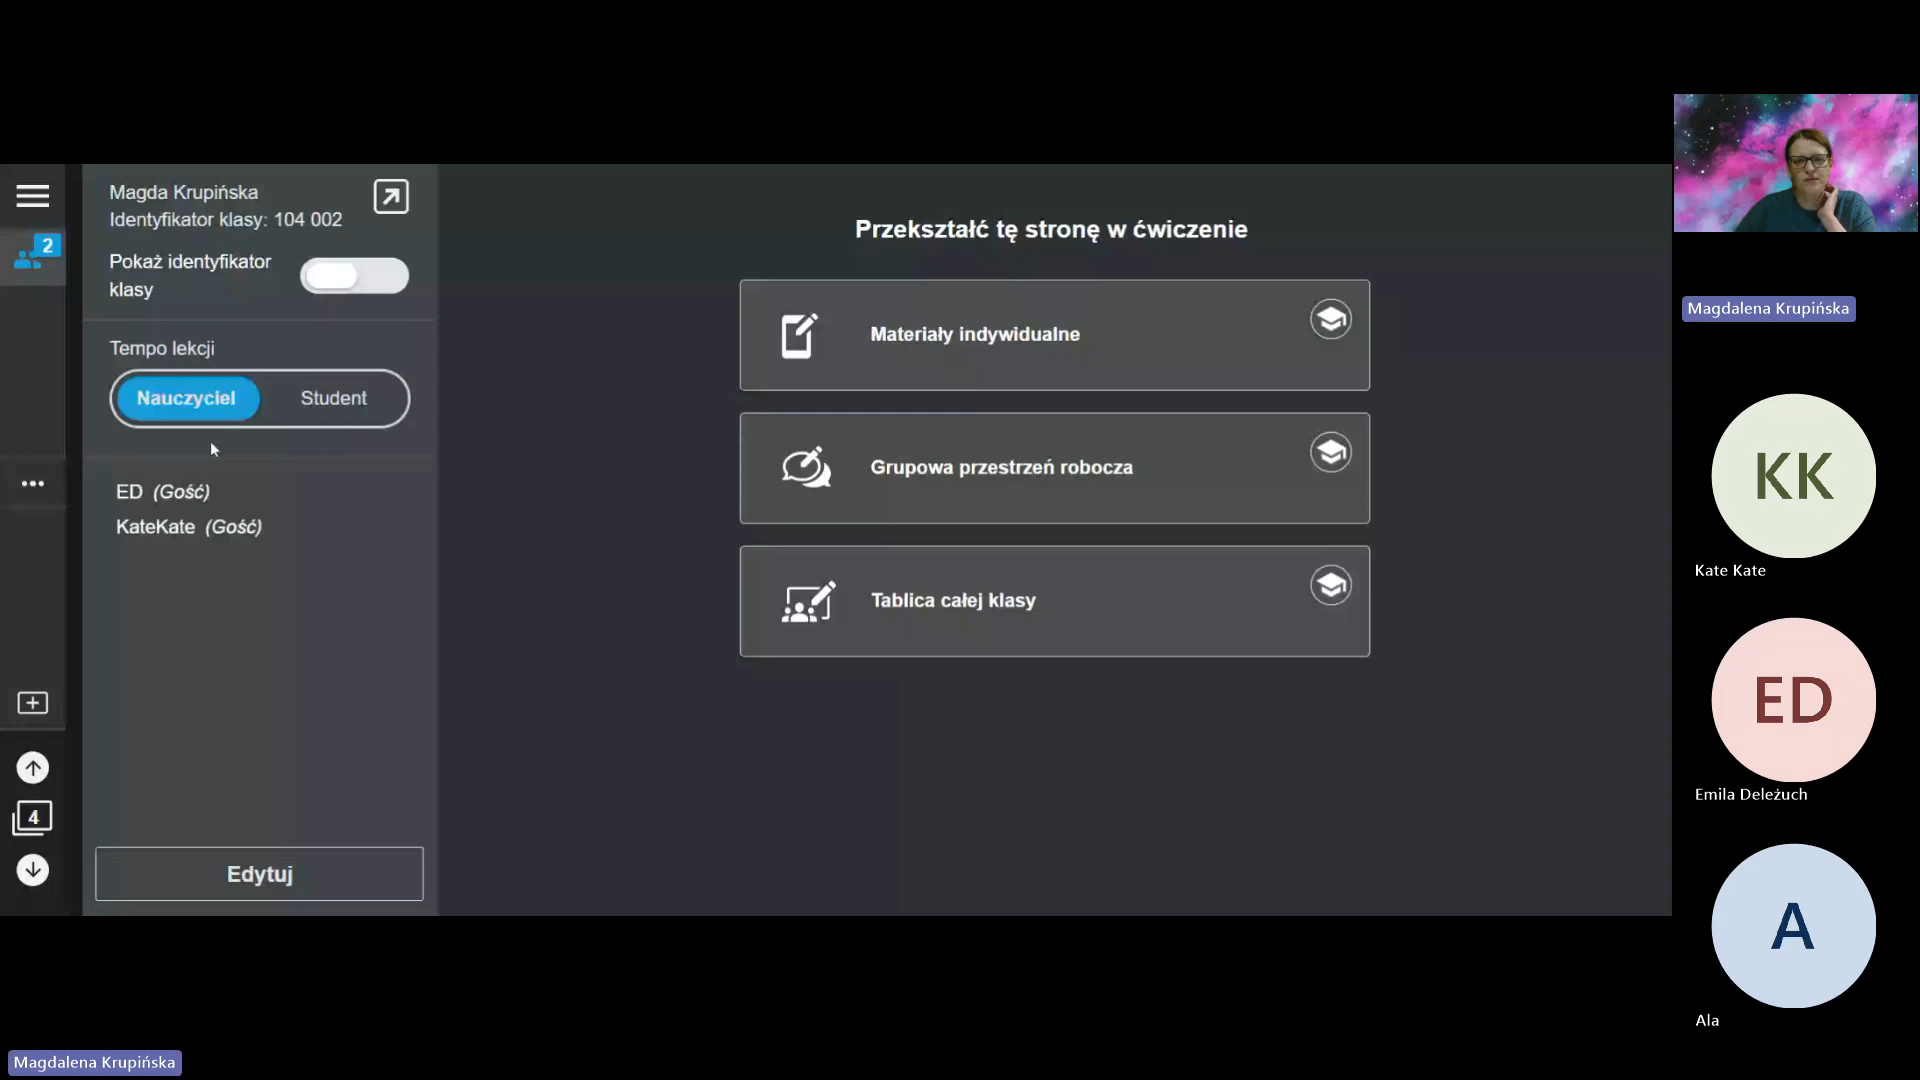 2
Magda Krupińska
Identyfikator klasy: 104 002
Pokaż identyfikator
klasy
Tempo lekcji
Nauczyciel
Student
ED (Gość)
KateKate (Gość)
4
Edytuj
Przekształć tę stronę w ćwiczenie
Materiały indywidualne
Grupowa przestrzeń robocza
Tablica całej klasy
Magdalena Krupińska
KK
Kate Kate
ED
Emila Deleżuch
A
Ala
Magdalena Krupińska